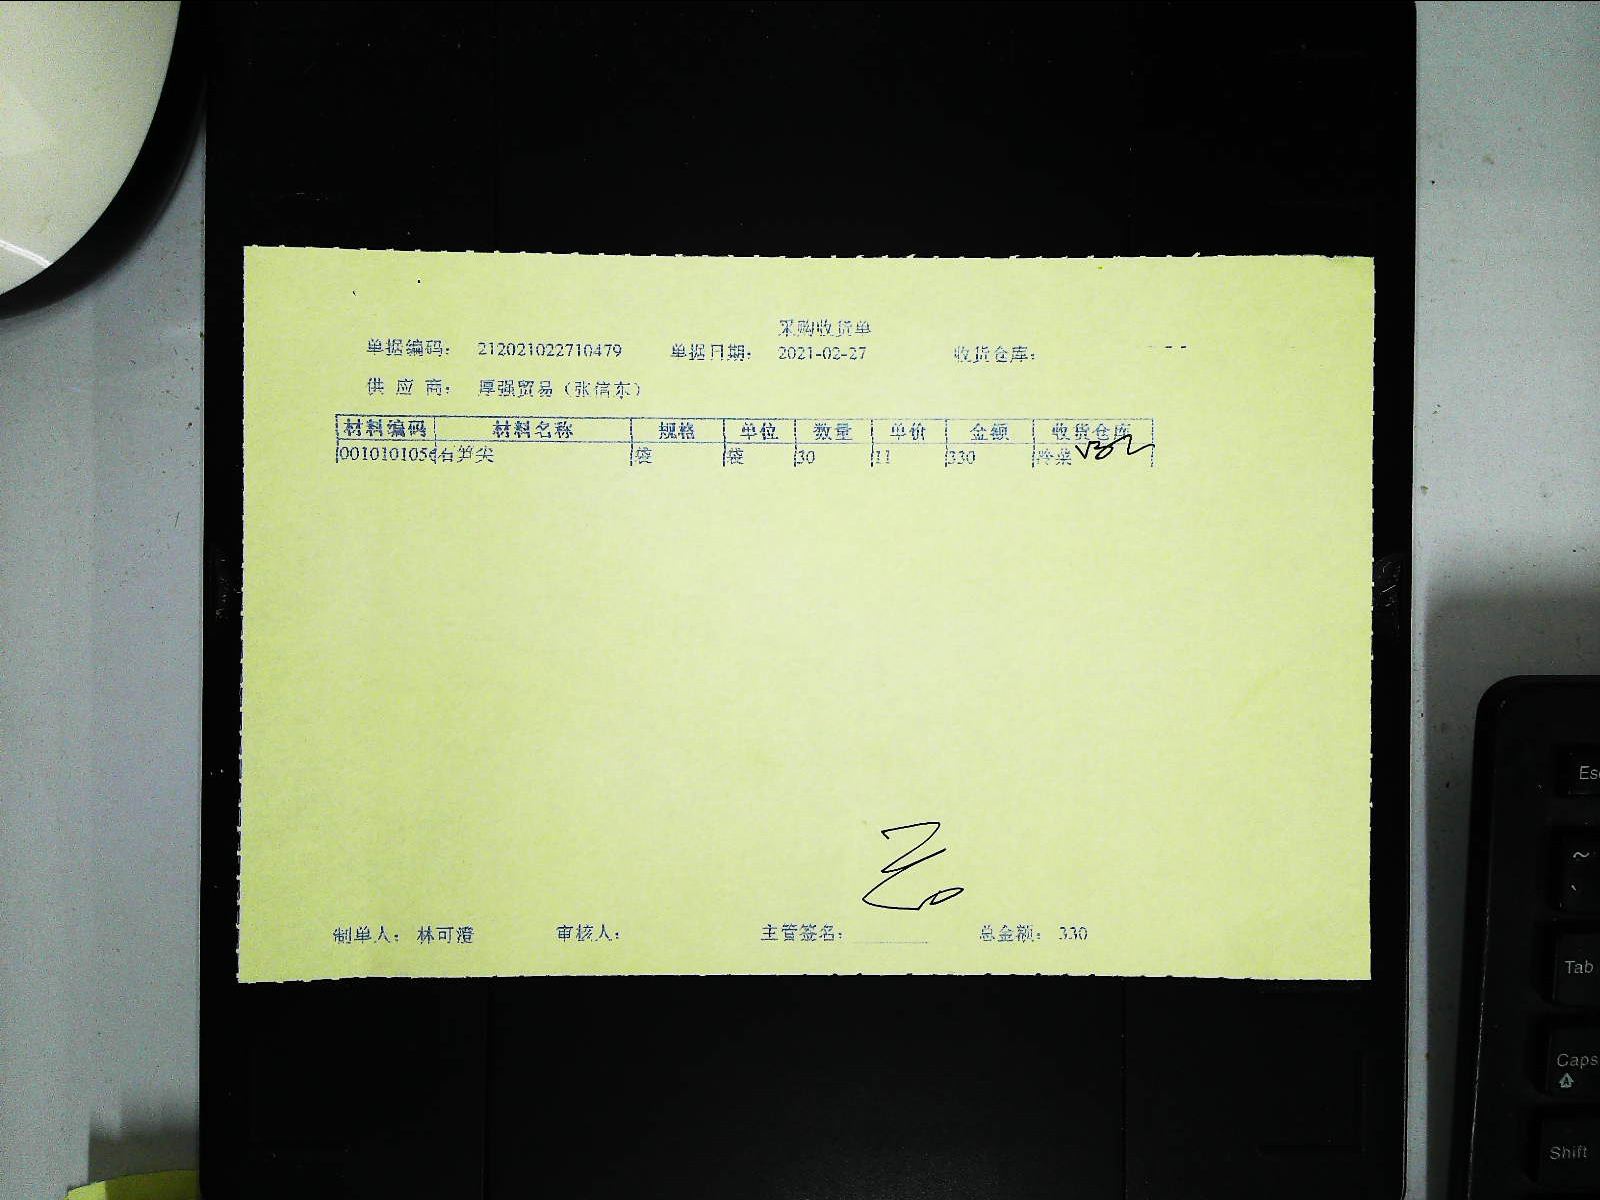 采购收货单
单据编码： 212021022710479 单据日期： 2021-02-27 收货仓库：
供 应 商： 厚强贸易（张信东）
材料编码 材料名称 规格 单位 数量 单价 金额 收货仓库
001010105 石笋尖 袋 袋 30 11 330 冷菜
制单人： 林可澄 审核人： 主管签名： 总金额： 330
Esc
~
Tab
Caps
Shift